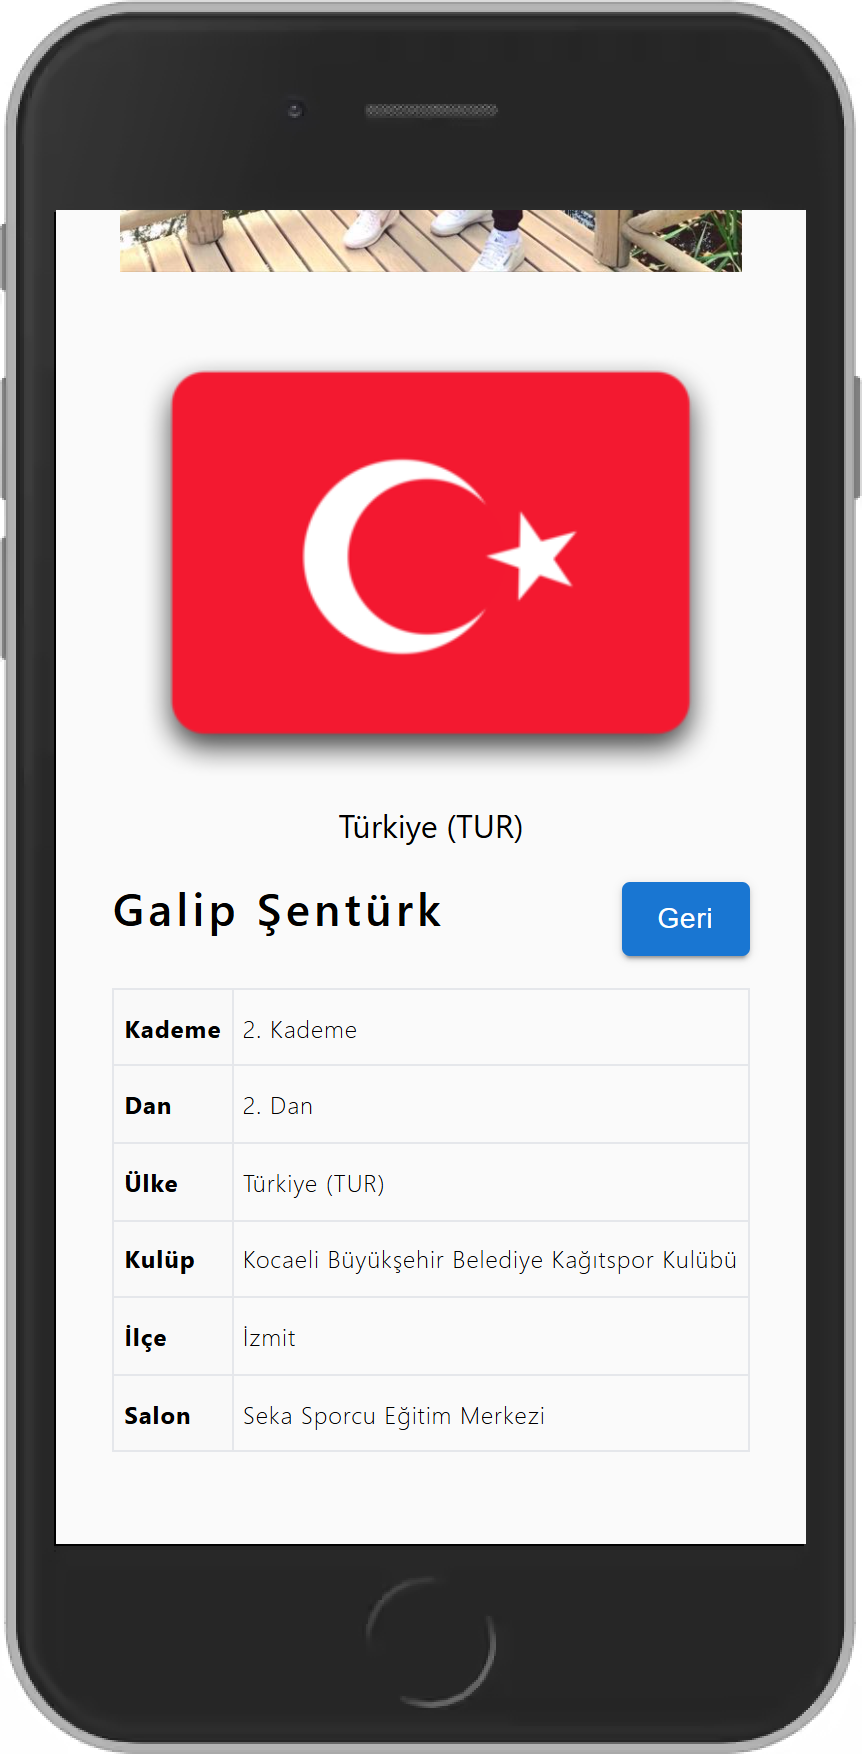 Türkiye (TUR)
Galip Şentürk
Geri
Kademe 2. Kademe
Dan 2. Dan
Ülke Türkiye (TUR)
Kulüp Kocaeli Büyükşehir Belediye Kağıtspor Kulübü
İlçe İzmit
Salon Seka Sporcu Eğitim Merkezi